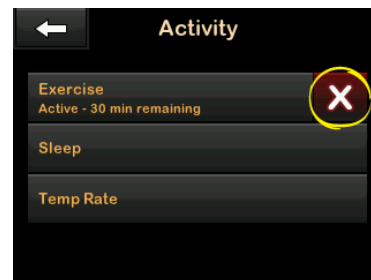 Activity
Exercise
Active - 30 min remaining
Sleep
Temp Rate